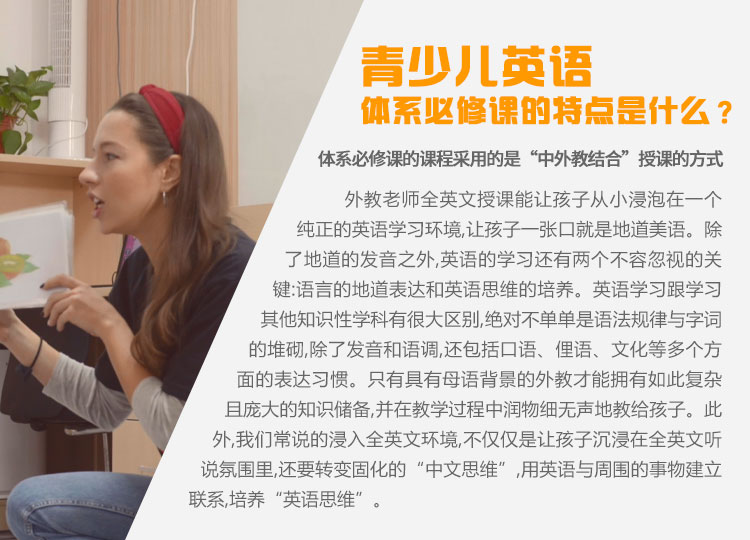 青少儿英语
体系必修课的特点是什么？
体系必修课的课程采用的是“中外教结合”授课的方式
外教老师全英文授课能让孩子从小浸泡在一个
纯正的英语学习环境,让孩子一张口就是地道美语。除
了地道的发音之外,英语的学习还有两个不容忽视的关
键:语言的地道表达和英语思维的培养。英语学习跟学习
其他知识性学科有很大区别,绝对不单单是语法规律与字词
的堆砌,除了发音和语调,还包括口语、俚语、文化等多个方
面的表达习惯。只有具有母语背景的外教才能拥有如此复杂
且庞大的知识储备,并在教学过程中润物细无声地教给孩子。此
外,我们常说的浸入全英文环境,不仅仅是让孩子沉浸在全英文听
说氛围里,还要转变固化的“中文思维”,用英语与周围的事物建立
联系,培养“英语思维”。